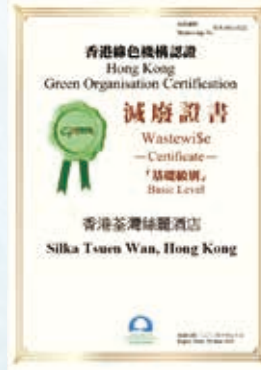 香港綠色機構認證
Hong Kong
Green Organisation Certification
減廢證書
Wastewi$e
—Certificate—
「基礎級別」
Basic Level
香港荃灣絲麗酒店
Silka Tsuen Wan, Hong Kong